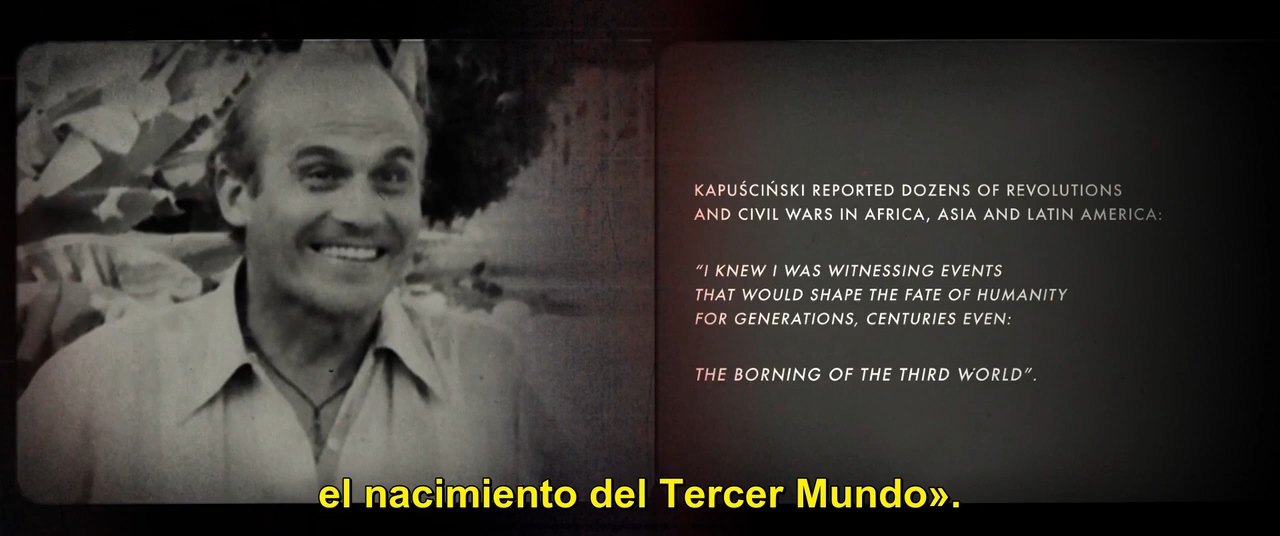 KAPUŚCIŃSKI REPORTED DOZENS OF REVOLUTIONS
AND CIVIL WARS IN AFRICA, ASIA AND LATIN AMERICA:
“I KNEW I WAS WITNESSING EVENTS
THAT WOULD SHAPE THE FATE OF HUMANITY
FOR GENERATIONS, CENTURIES EVEN:
THE BORNING OF THE THIRD WORLD”.
el nacimiento del Tercer Mundo».